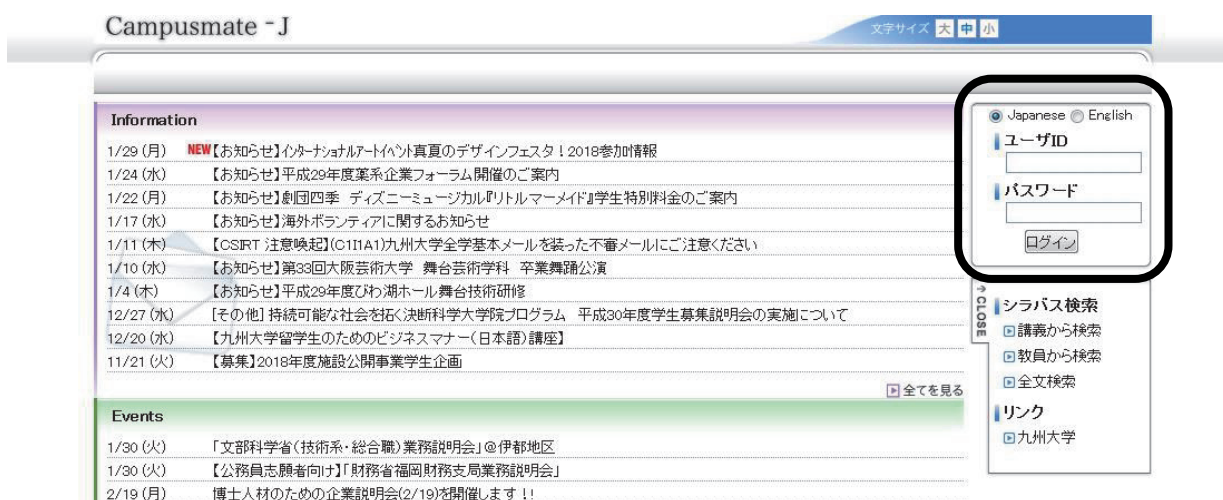 Campusmate-J
文字サイズ 大 中 小
Information
1/29(月) NEW【お知らせ】インターナショナルアートイベント真夏のデザインフェスタ!2018参加情報
1/24(水) 【お知らせ】平成29年度薬系企業フォーラム開催のご案内
1/22(月) 【お知らせ】劇団四季 ディズニーミュージカル『リトルマーメイド』学生特別料金のご案内
1/17(水) 【お知らせ】海外ボランティアに関するお知らせ
1/11(木) 【CSIRT 注意喚起】(C1I1A1)九州大学全学基本メールを装った不審メールにご注意ください
1/10(水) 【お知らせ】第33回大阪芸術大学 舞台芸術学科 卒業舞踊公演
1/4(木) 【お知らせ】平成29年度びわ湖ホール舞台技術研修
12/27(水) [その他] 持続可能な社会を拓く決断科学大学院プログラム 平成30年度学生募集説明会の実施について
12/20(水) 【九州大学留学生のためのビジネスマナー(日本語)講座】
11/21(火) 【募集】2018年度施設公開事業学生企画
全てを見る
Events
1/30(火) 「文部科学省(技術系・総合職)業務説明会」@伊都地区
1/30(火) 【公務員志願者向け】「財務省福岡財務支局業務説明会」
2/19(月) 博士人材のための企業説明会(2/19)を開催します!!
Japanese English
ユーザID
パスワード
ログイン
CLOSE
シラバス検索
講義から検索
教員から検索
全文検索
リンク
九州大学